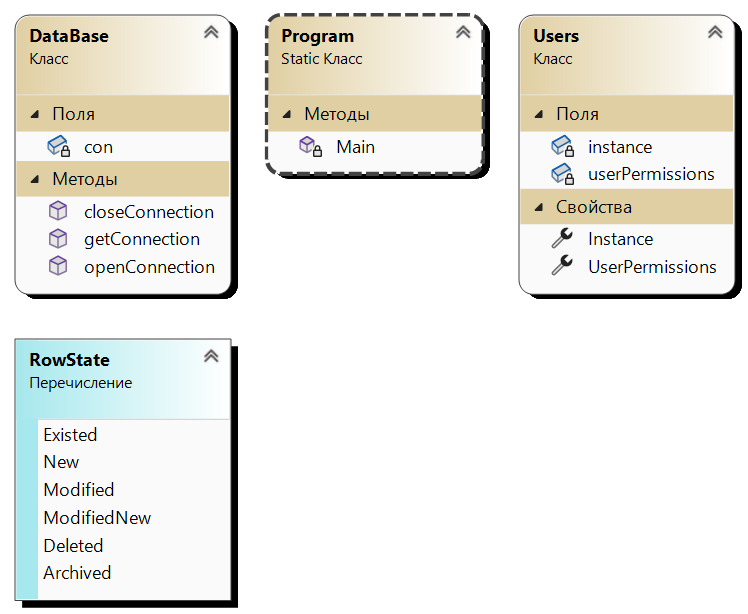 DataBase
Класс
Поля
con
Методы
closeConnection
getConnection
openConnection
Program
Static Класс
Методы
Main
Users
Класс
Поля
instance
userPermissions
Свойства
Instance
UserPermissions
RowState
Перечисление
Existed
New
Modified
ModifiedNew
Deleted
Archived